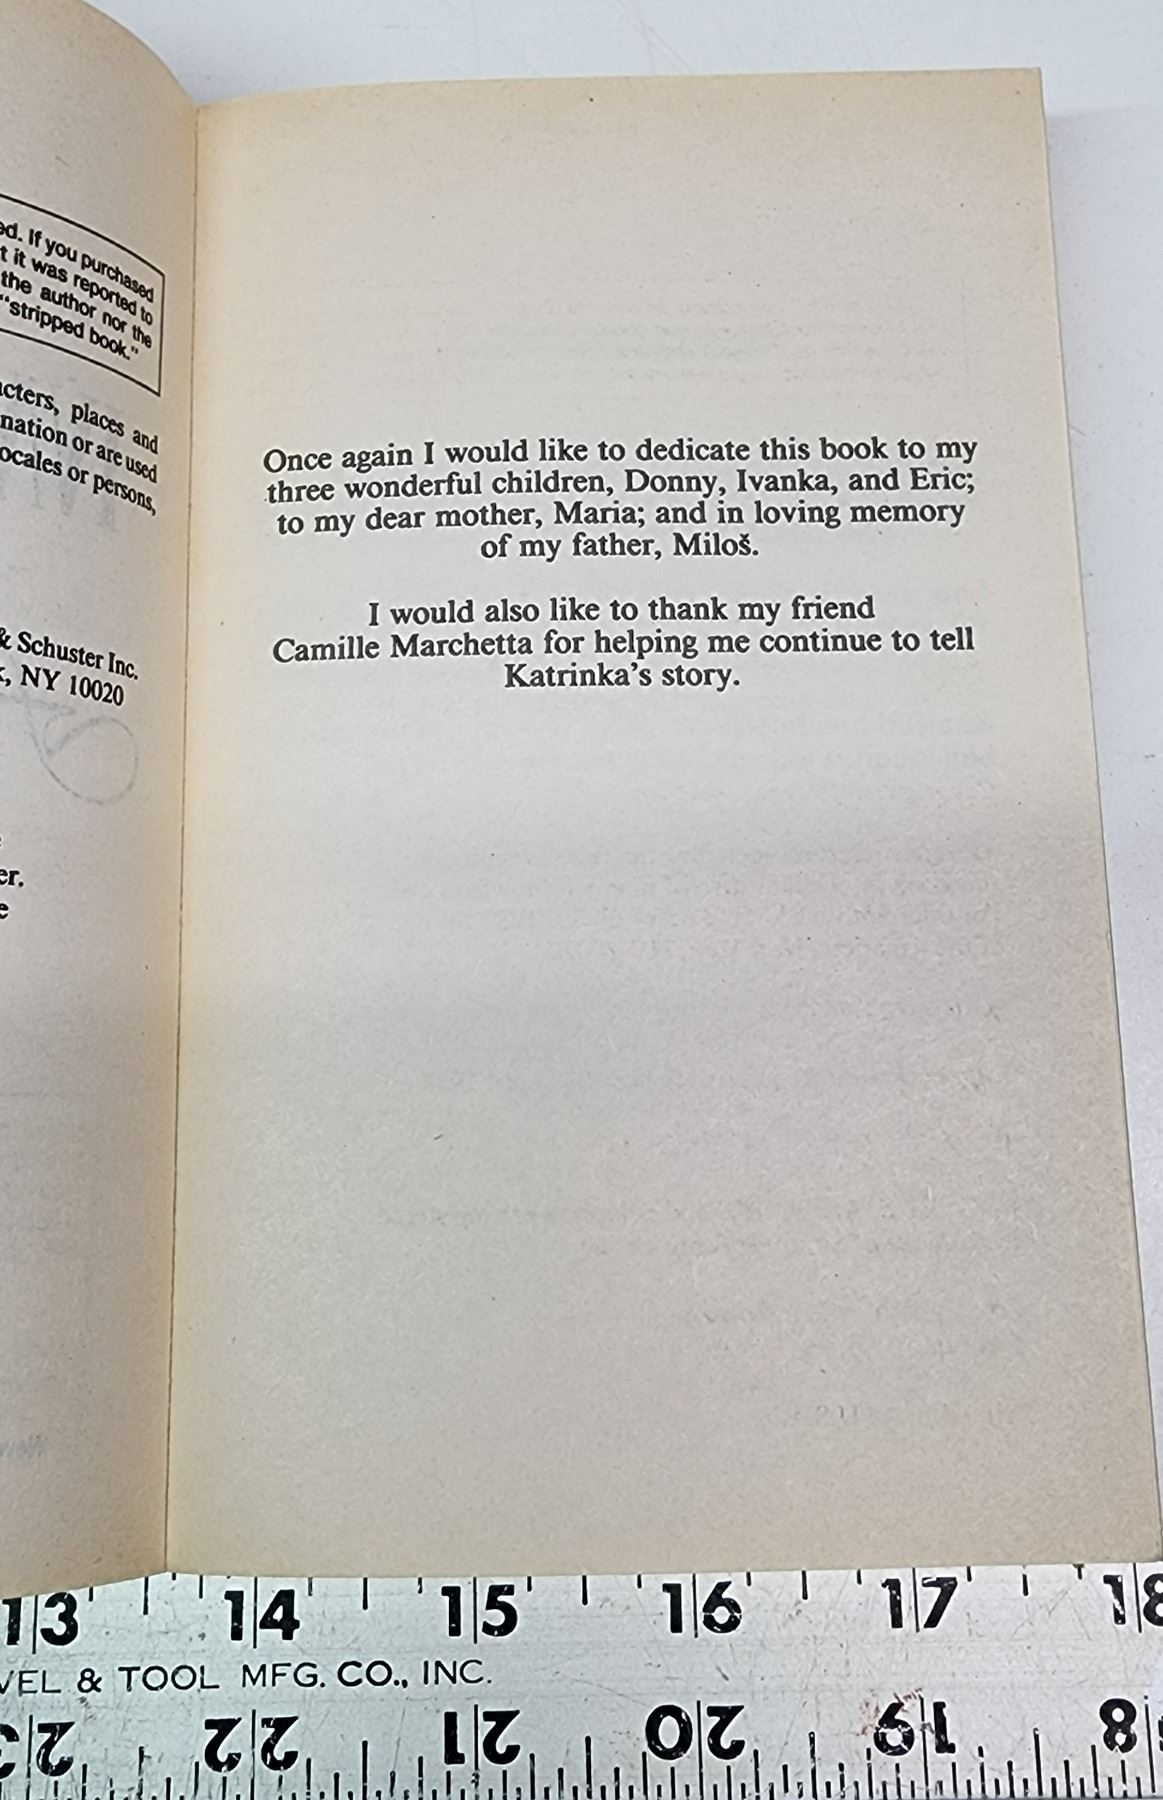 ed. If you purchased
t it was reported to
the author nor the
"stripped book."
acters, places and
nation or are used
ocales or persons,
& Schuster Inc.
k, NY 10020
er.
e
Once again I would like to dedicate this book to my
three wonderful children, Donny, Ivanka, and Eric;
to my dear mother, Maria; and in loving memory
of my father, Miloš.
I would also like to thank my friend
Camille Marchetta for helping me continue to tell
Katrinka's story.
13 14 15 16 17 18
VEL & TOOL MFG. CO., INC.
22 21 20 19 8